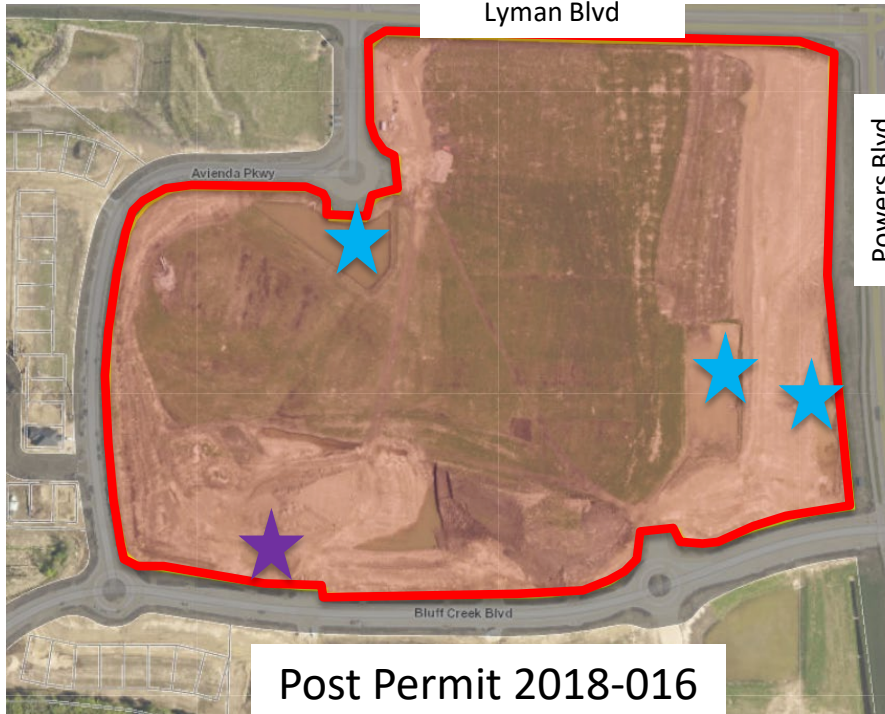 Lyman Blvd
Avienda Pkwy
Powers Blvd
Bluff Creek Blvd
Post Permit 2018-016